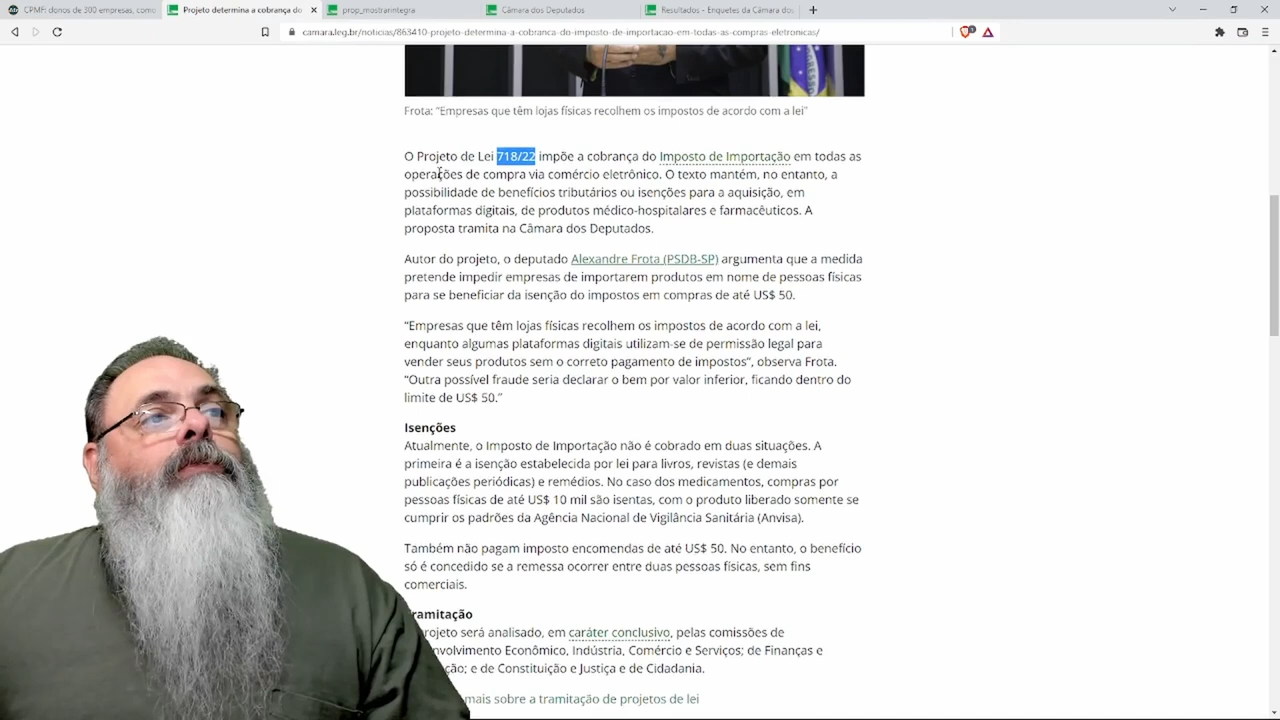 CPMF: donos de 300 empresas, como
Projeto determina a cobrança do
prop_mostrarintegra
Câmara dos Deputados
Resultados - Enquetes da Câmara dos
camara.leg.br/noticias/863410-projeto-determina-a-cobranca-do-imposto-de-importacao-em-todas-as-compras-eletronicas/
Frota: "Empresas que têm lojas físicas recolhem os impostos de acordo com a lei"
O Projeto de Lei 718/22 impõe a cobrança do Imposto de Importação em todas as
operações de compra via comércio eletrônico. O texto mantém, no entanto, a
possibilidade de benefícios tributários ou isenções para a aquisição, em
plataformas digitais, de produtos médico-hospitalares e farmacêuticos. A
proposta tramita na Câmara dos Deputados.
Autor do projeto, o deputado Alexandre Frota (PSDB-SP) argumenta que a medida
pretende impedir empresas de importarem produtos em nome de pessoas físicas
para se beneficiar da isenção do impostos em compras de até US$ 50.
"Empresas que têm lojas físicas recolhem os impostos de acordo com a lei,
enquanto algumas plataformas digitais utilizam-se de permissão legal para
vender seus produtos sem o correto pagamento de impostos", observa Frota.
"Outra possível fraude seria declarar o bem por valor inferior, ficando dentro do
limite de US$ 50."
Isenções
Atualmente, o Imposto de Importação não é cobrado em duas situações. A
primeira é a isenção estabelecida por lei para livros, revistas (e demais
publicações periódicas) e remédios. No caso dos medicamentos, compras por
pessoas físicas de até US$ 10 mil são isentas, com o produto liberado somente se
cumprir os padrões da Agência Nacional de Vigilância Sanitária (Anvisa).
Também não pagam imposto encomendas de até US$ 50. No entanto, o benefício
só é concedido se a remessa ocorrer entre duas pessoas físicas, sem fins
comerciais.
ramitação
rojeto será analisado, em caráter conclusivo, pelas comissões de
nvolvimento Econômico, Indústria, Comércio e Serviços; de Finanças e
ção; e de Constituição e Justiça e de Cidadania.
mais sobre a tramitação de projetos de lei